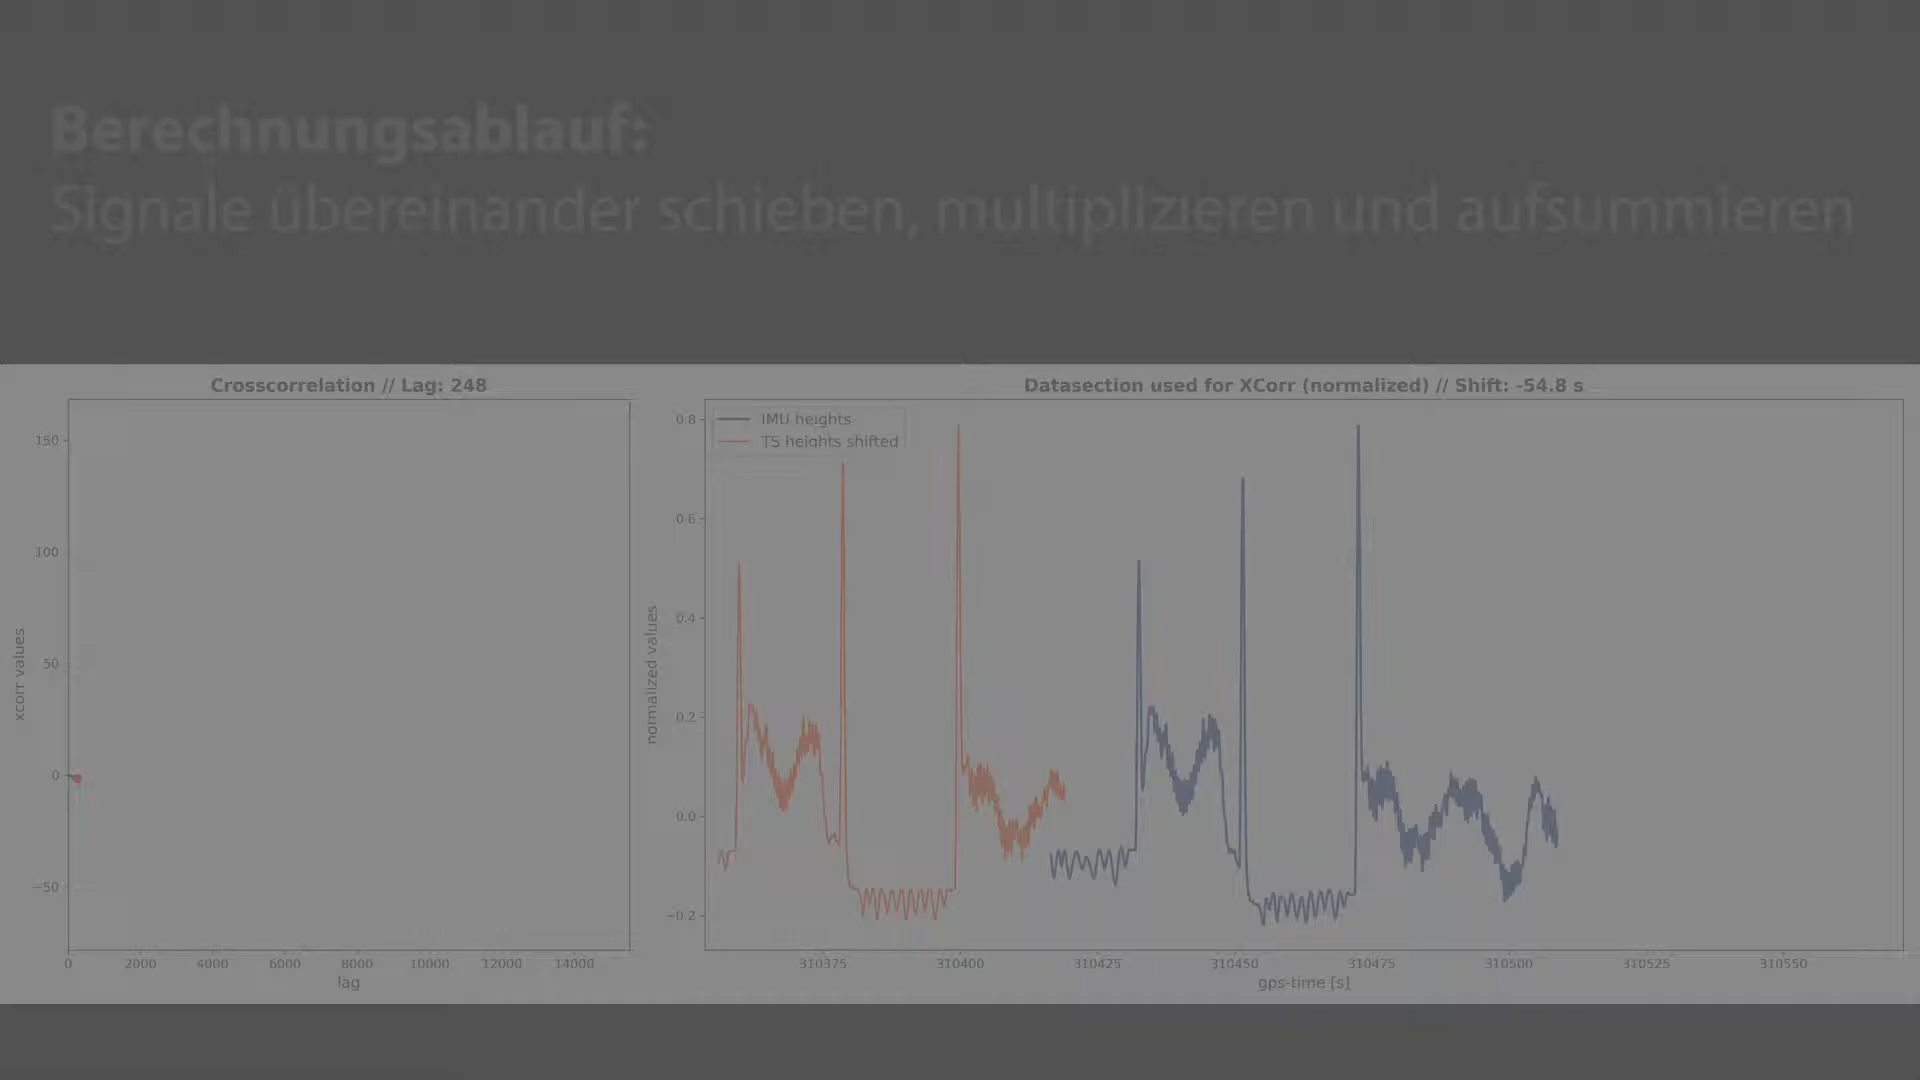 Berechnungsablauf:
Signale übereinander schieben, multiplizieren und aufsummieren
Crosscorrelation // Lag: 248
150
100
50
0
−50
xcorr values
0 2000 4000 6000 8000 10000 12000 14000
lag
Datasection used for XCorr (normalized) // Shift: -54.8 s
IMU heights
TS heights shifted
0.8
0.6
0.4
0.2
0.0
−0.2
normalized values
310375 310400 310425 310450 310475 310500 310525 310550
gps-time [s]